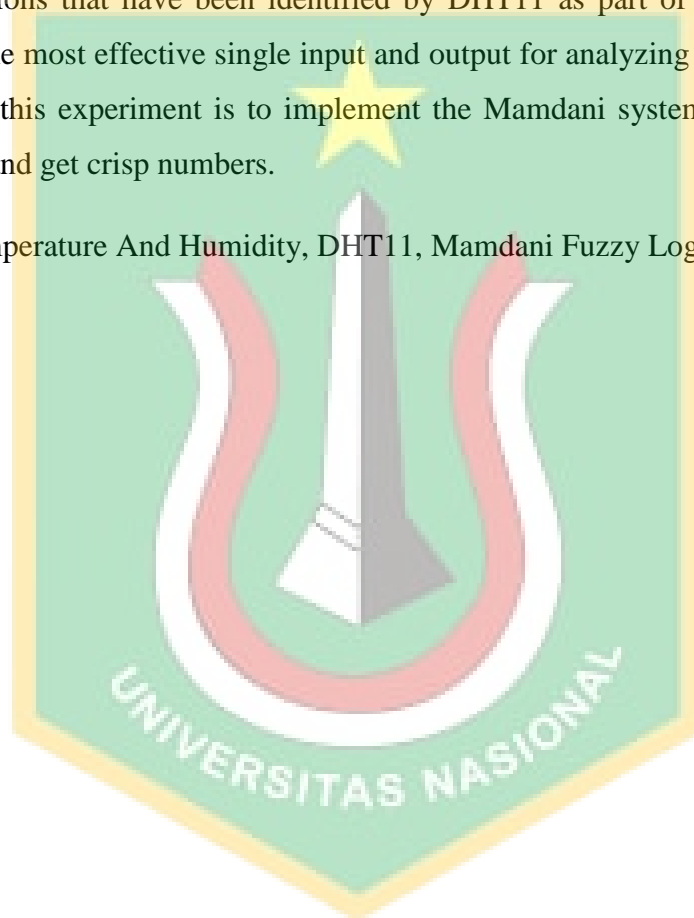 ions that have been identified by DHT11 as part of
e most effective single input and output for analyzing
this experiment is to implement the Mamdani system
nd get crisp numbers.
perature And Humidity, DHT11, Mamdani Fuzzy Log
UNIVERSITAS NASIONAL